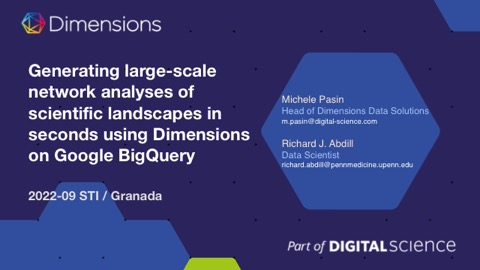 Dimensions
Generating large-scale
network analyses of
scientific landscapes in
seconds using Dimensions
on Google BigQuery
2022-09 STI / Granada
Michele Pasin
Head of Dimensions Data Solutions
m.pasin@digital-science.com
Richard J. Abdill
Data Scientist
richard.abdill@pennmedicine.upenn.edu
Part of DIGITALSCIENCE